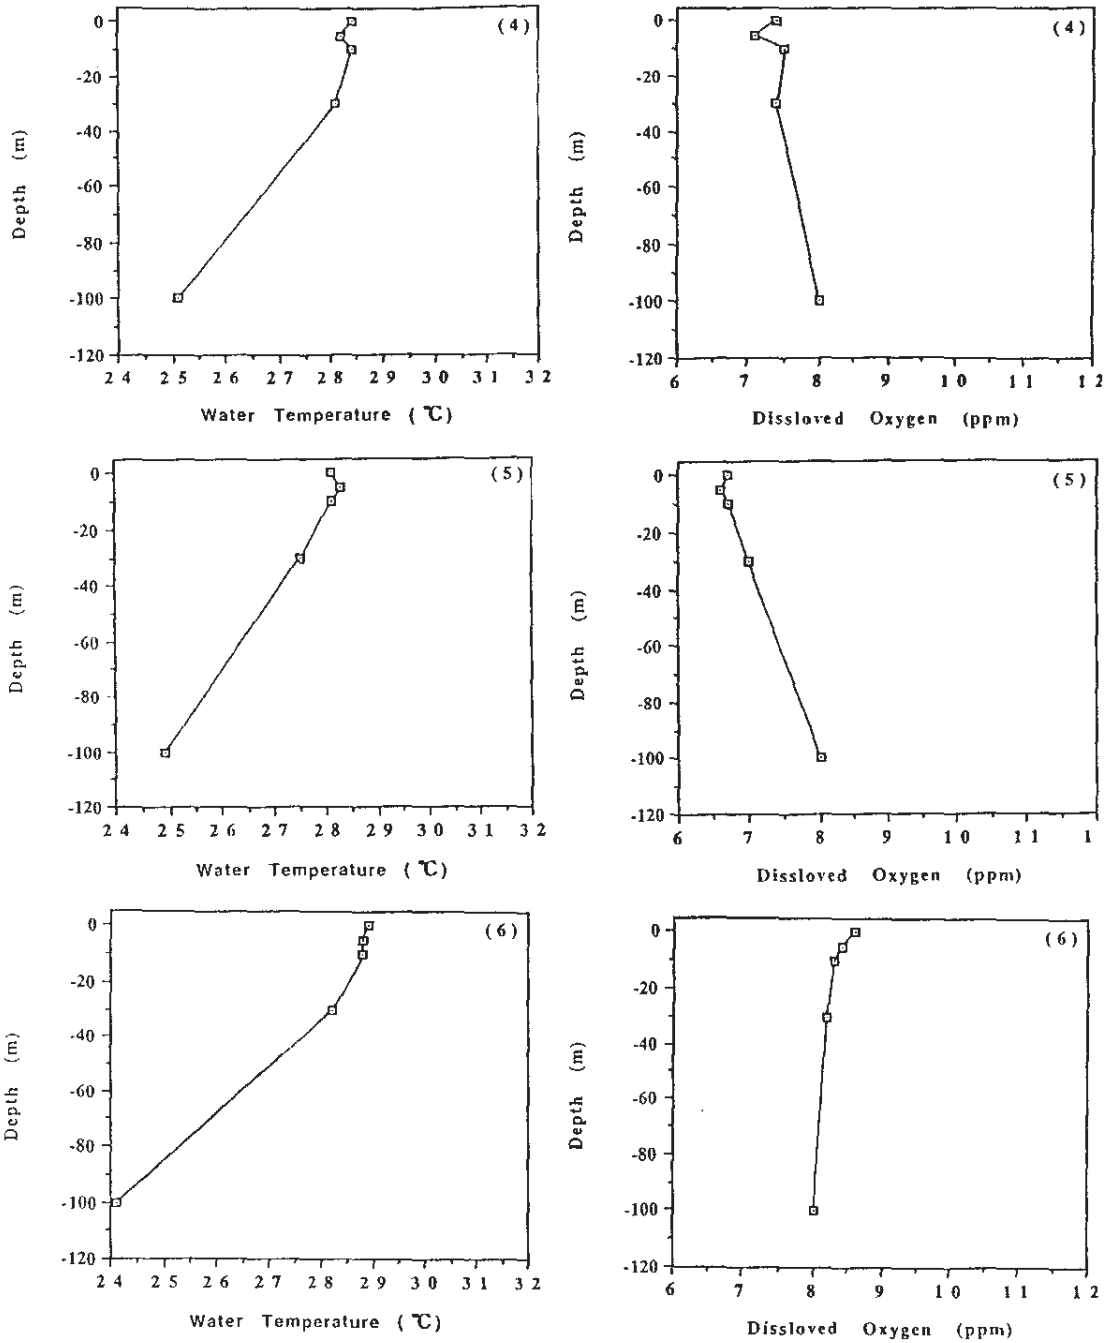 (4)
0
-20
-40
-60
-80
-100
-120
Depth (m)
24 25 26 27 28 29 30 31 32
Water Temperature (℃)
(4)
0
-20
-40
-60
-80
-100
-120
Depth (m)
6 7 8 9 10 11 12
Dissloved Oxygen (ppm)
(5)
0
-20
-40
-60
-80
-100
-120
Depth (m)
24 25 26 27 28 29 30 31 32
Water Temperature (℃)
(5)
0
-20
-40
-60
-80
-100
-120
Depth (m)
6 7 8 9 10 11 1
Dissloved Oxygen (ppm)
(6)
0
-20
-40
-60
-80
-100
-120
Depth (m)
24 25 26 27 28 29 30 31 32
Water Temperature (℃)
(6)
0
-20
-40
-60
-80
-100
-120
Depth (m)
6 7 8 9 10 11 12
Dissloved Oxygen (ppm)